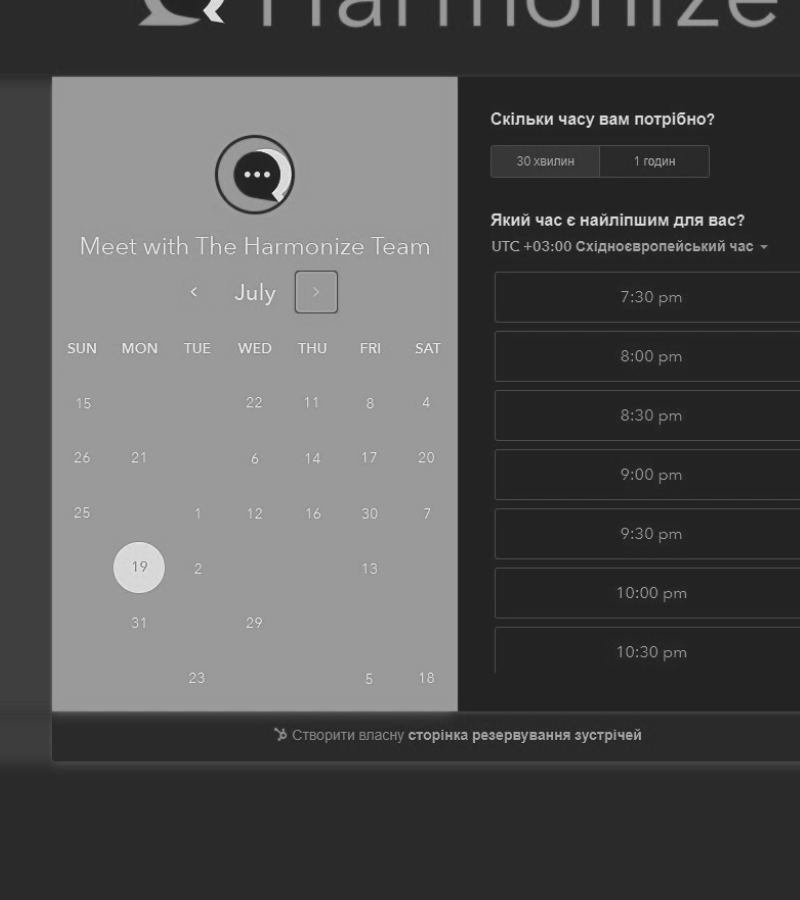 Harmonize
Meet with The Harmonize Team
July
SUN MON TUE WED THU FRI SAT
15 22 11 8 4
26 21 6 14 17 20
25 1 12 16 30 7
19 2 13
31 29
23 5 18
Скільки часу вам потрібно?
30 хвилин 1 годин
Який час є найліпшим для вас?
UTC +03:00 Східноєвропейський час
7:30 pm
8:00 pm
8:30 pm
9:00 pm
9:30 pm
10:00 pm
10:30 pm
Створити власну сторінка резервування зустрічей